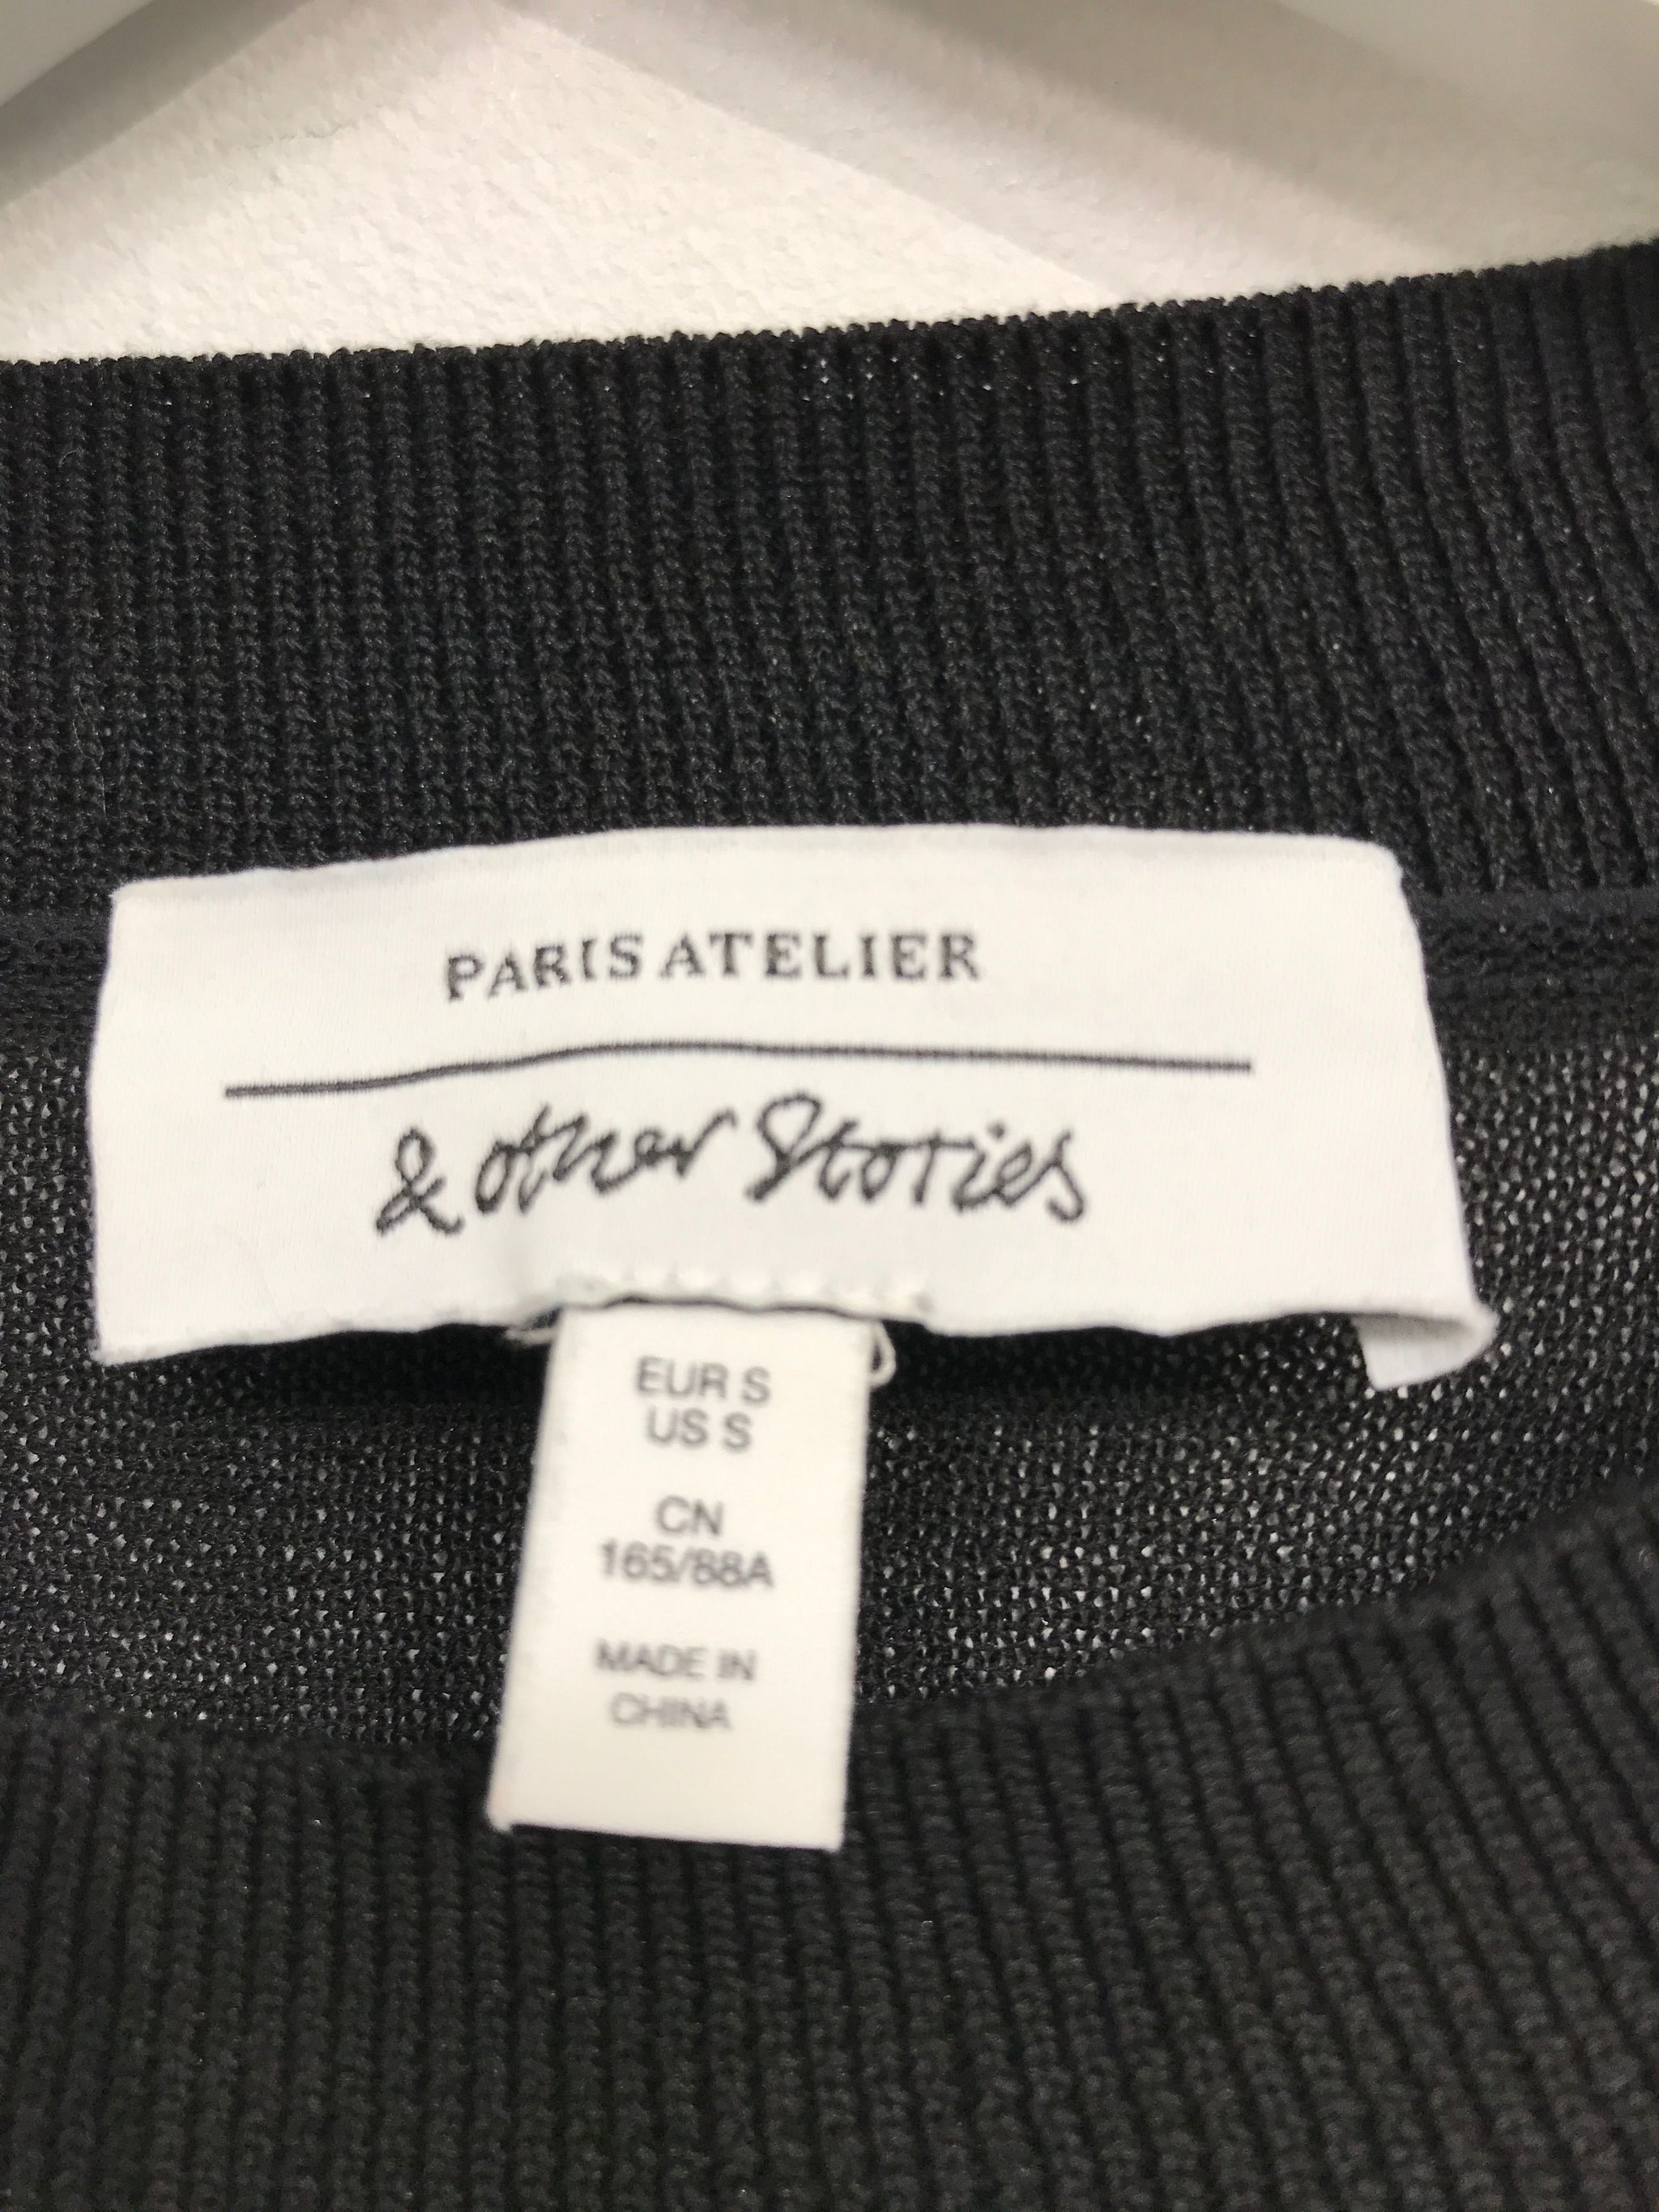 PARIS ATELIER
& other Stories
EUR S
US S
CN
165/88A
MADE IN
CHINA